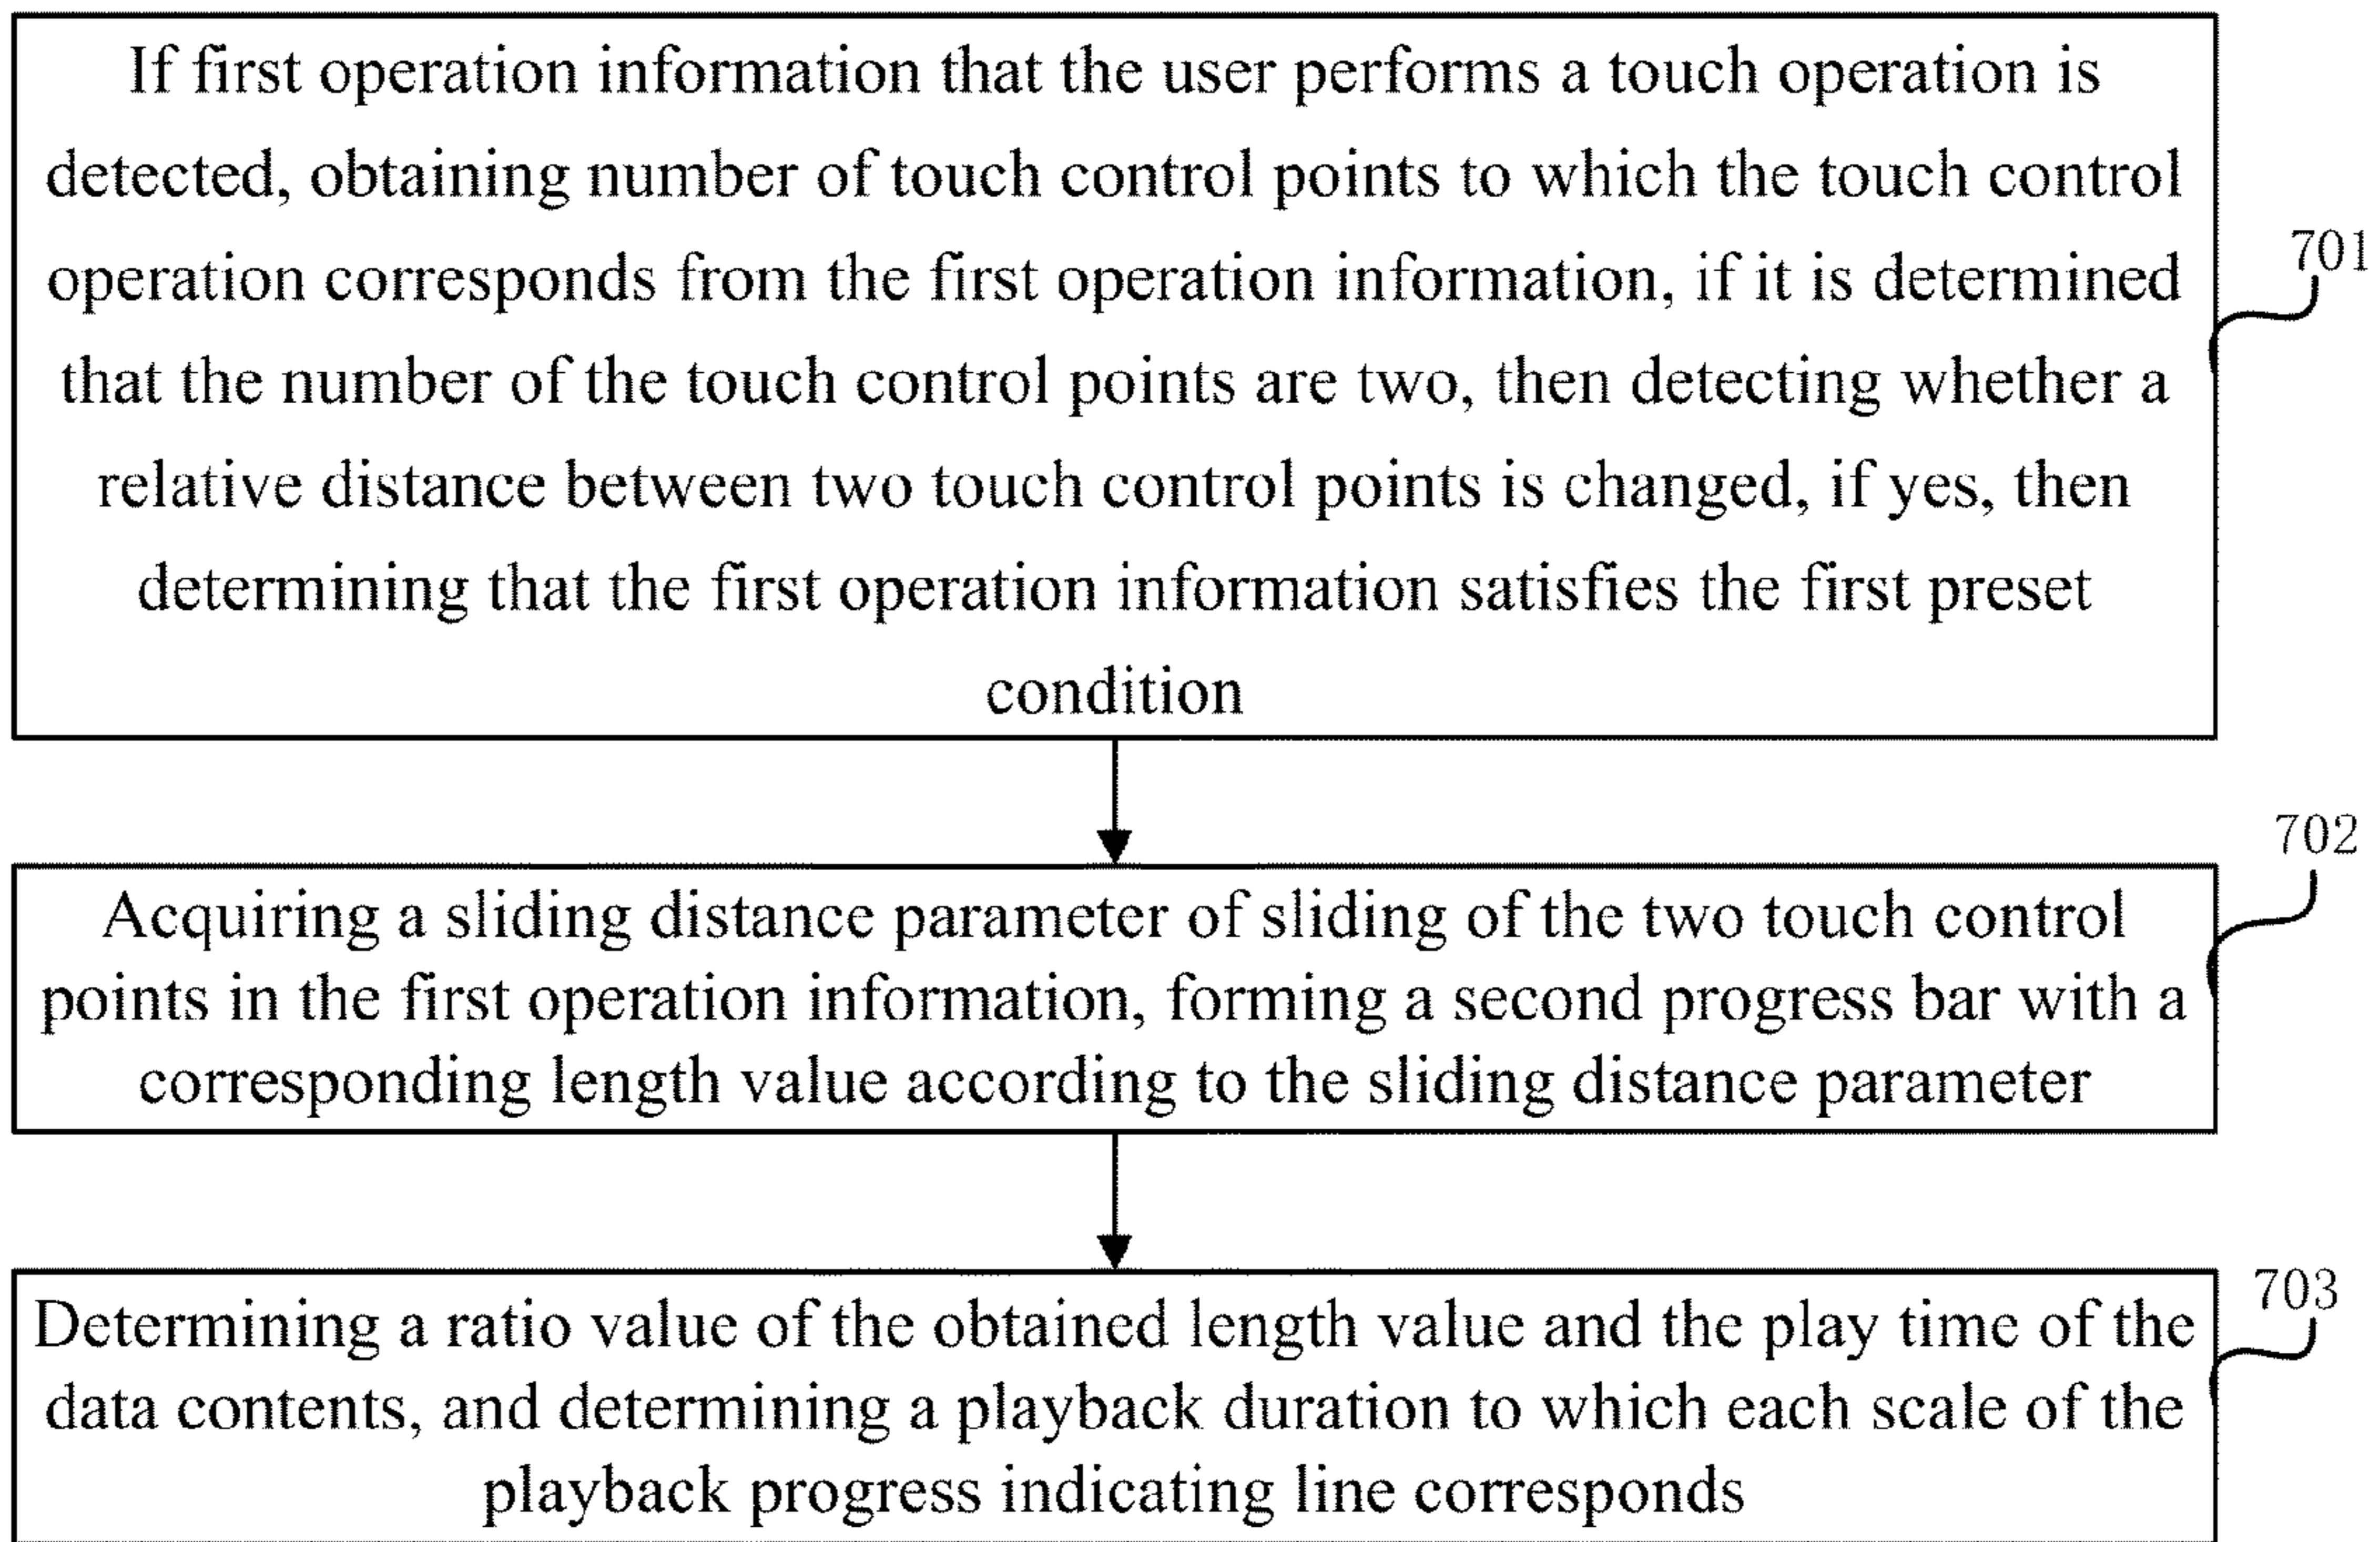 If first operation information that the user performs a touch operation is
detected, obtaining number of touch control points to which the touch control
operation corresponds from the first operation information, if it is determined
that the number of the touch control points are two, then detecting whether a
relative distance between two touch control points is changed, if yes, then
determining that the first operation information satisfies the first preset
condition
701
702
Acquiring a sliding distance parameter of sliding of the two touch control
points in the first operation information, forming a second progress bar with a
corresponding length value according to the sliding distance parameter
703
Determining a ratio value of the obtained length value and the play time of the
data contents, and determining a playback duration to which each scale of the
playback progress indicating line corresponds